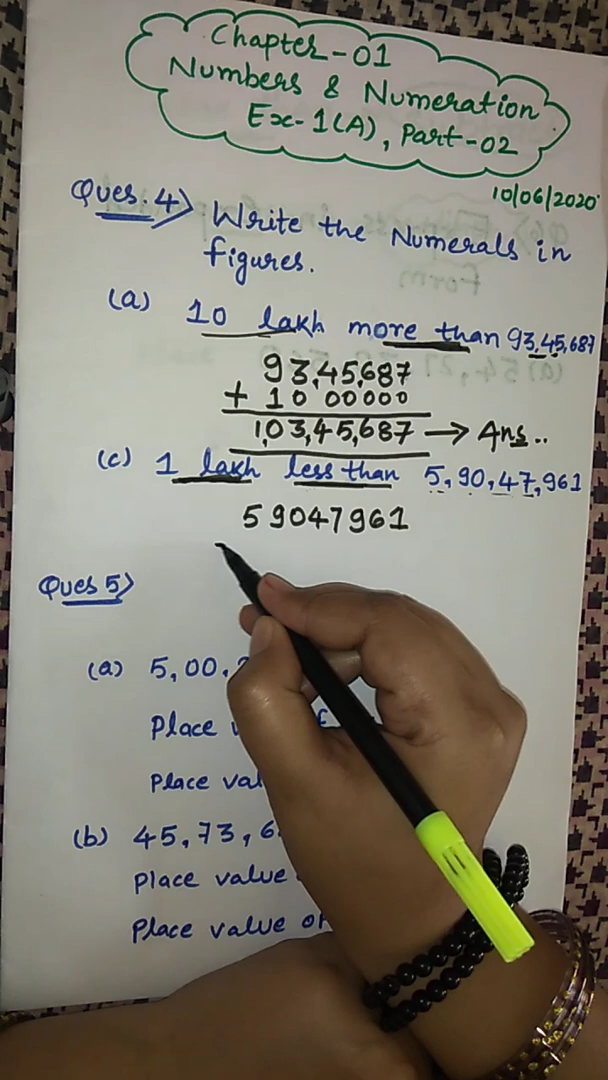 Chapter-01
Numbers & Numeration
Ex-1(A), Part-02
10/06/2020
Ques.4> Write the Numerals in
figures.
(a) 10 lakh more than 93,45,687
93,45,687
+ 10 00000
1,03,45,687 → Ans..
(c) 1 lakh less than 5,90,47,961
59047961
Ques 5>
(a) 5,00,
Place
Place
(b) 45,73,6
Place value
Place value of